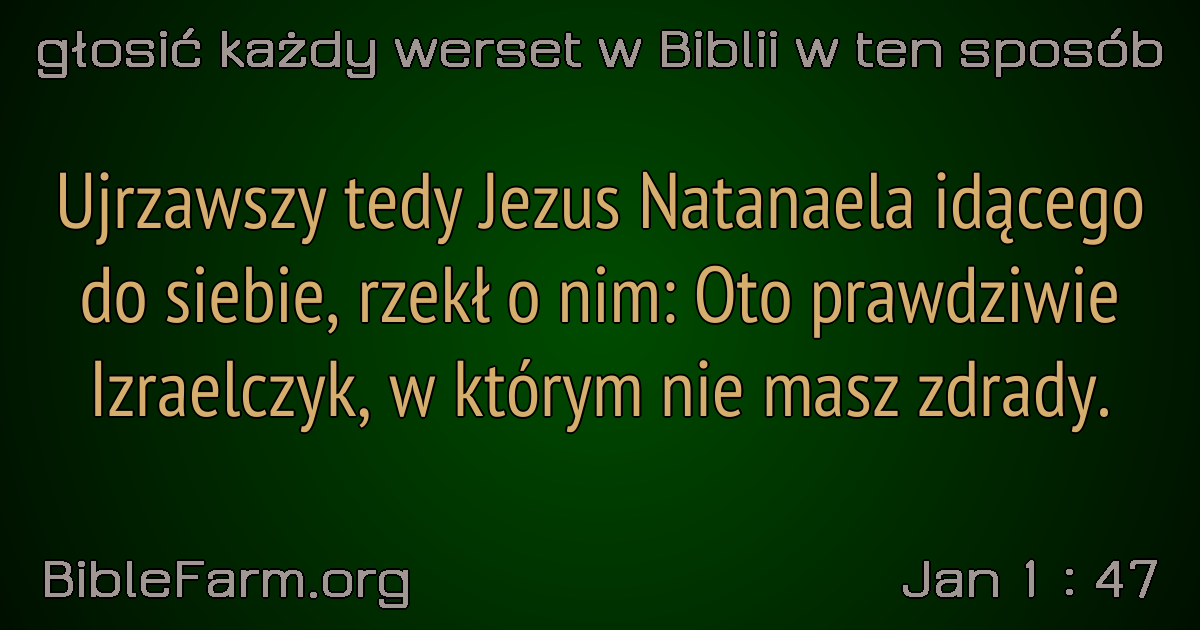 głosić każdy werset w Biblii w ten sposób
Ujrzawszy tedy Jezus Natanaela idącego
do siebie, rzekł o nim: Oto prawdziwie
Izraelczyk, w którym nie masz zdrady.
BibleFarm.org
Jan 1 : 47